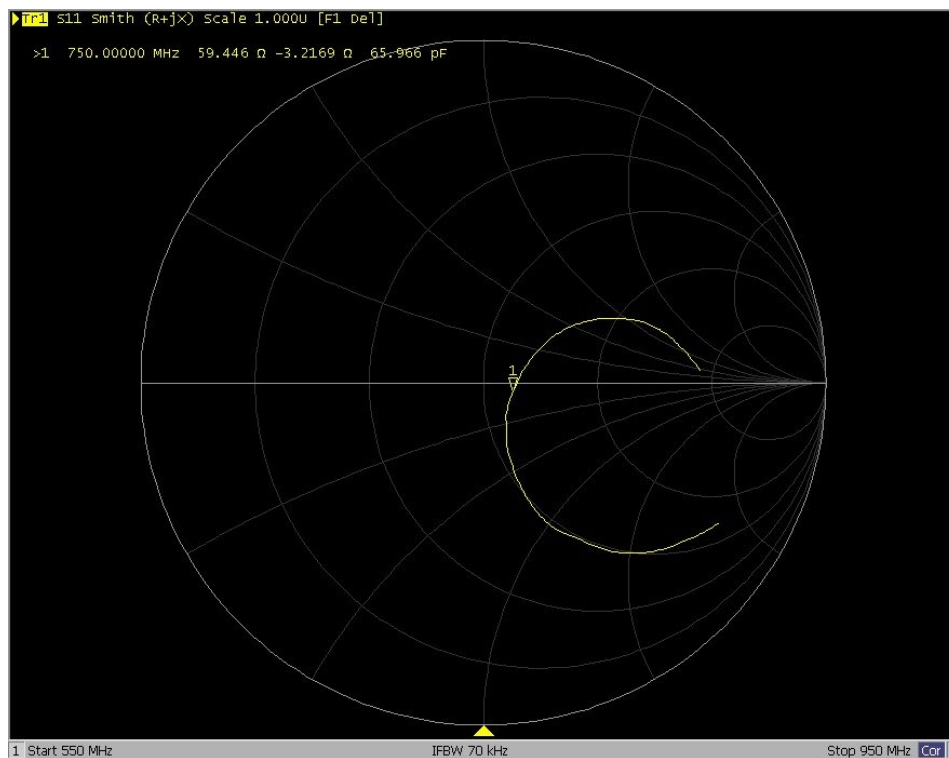 Tr1 S11 Smith (R+jX) Scale 1.000U [F1 Del]
>1 750.00000 MHz 59.446 Ω -3.2169 Ω 65.966 pF
1
1 Start 550 MHz IFBW 70 kHz Stop 950 MHz Cor